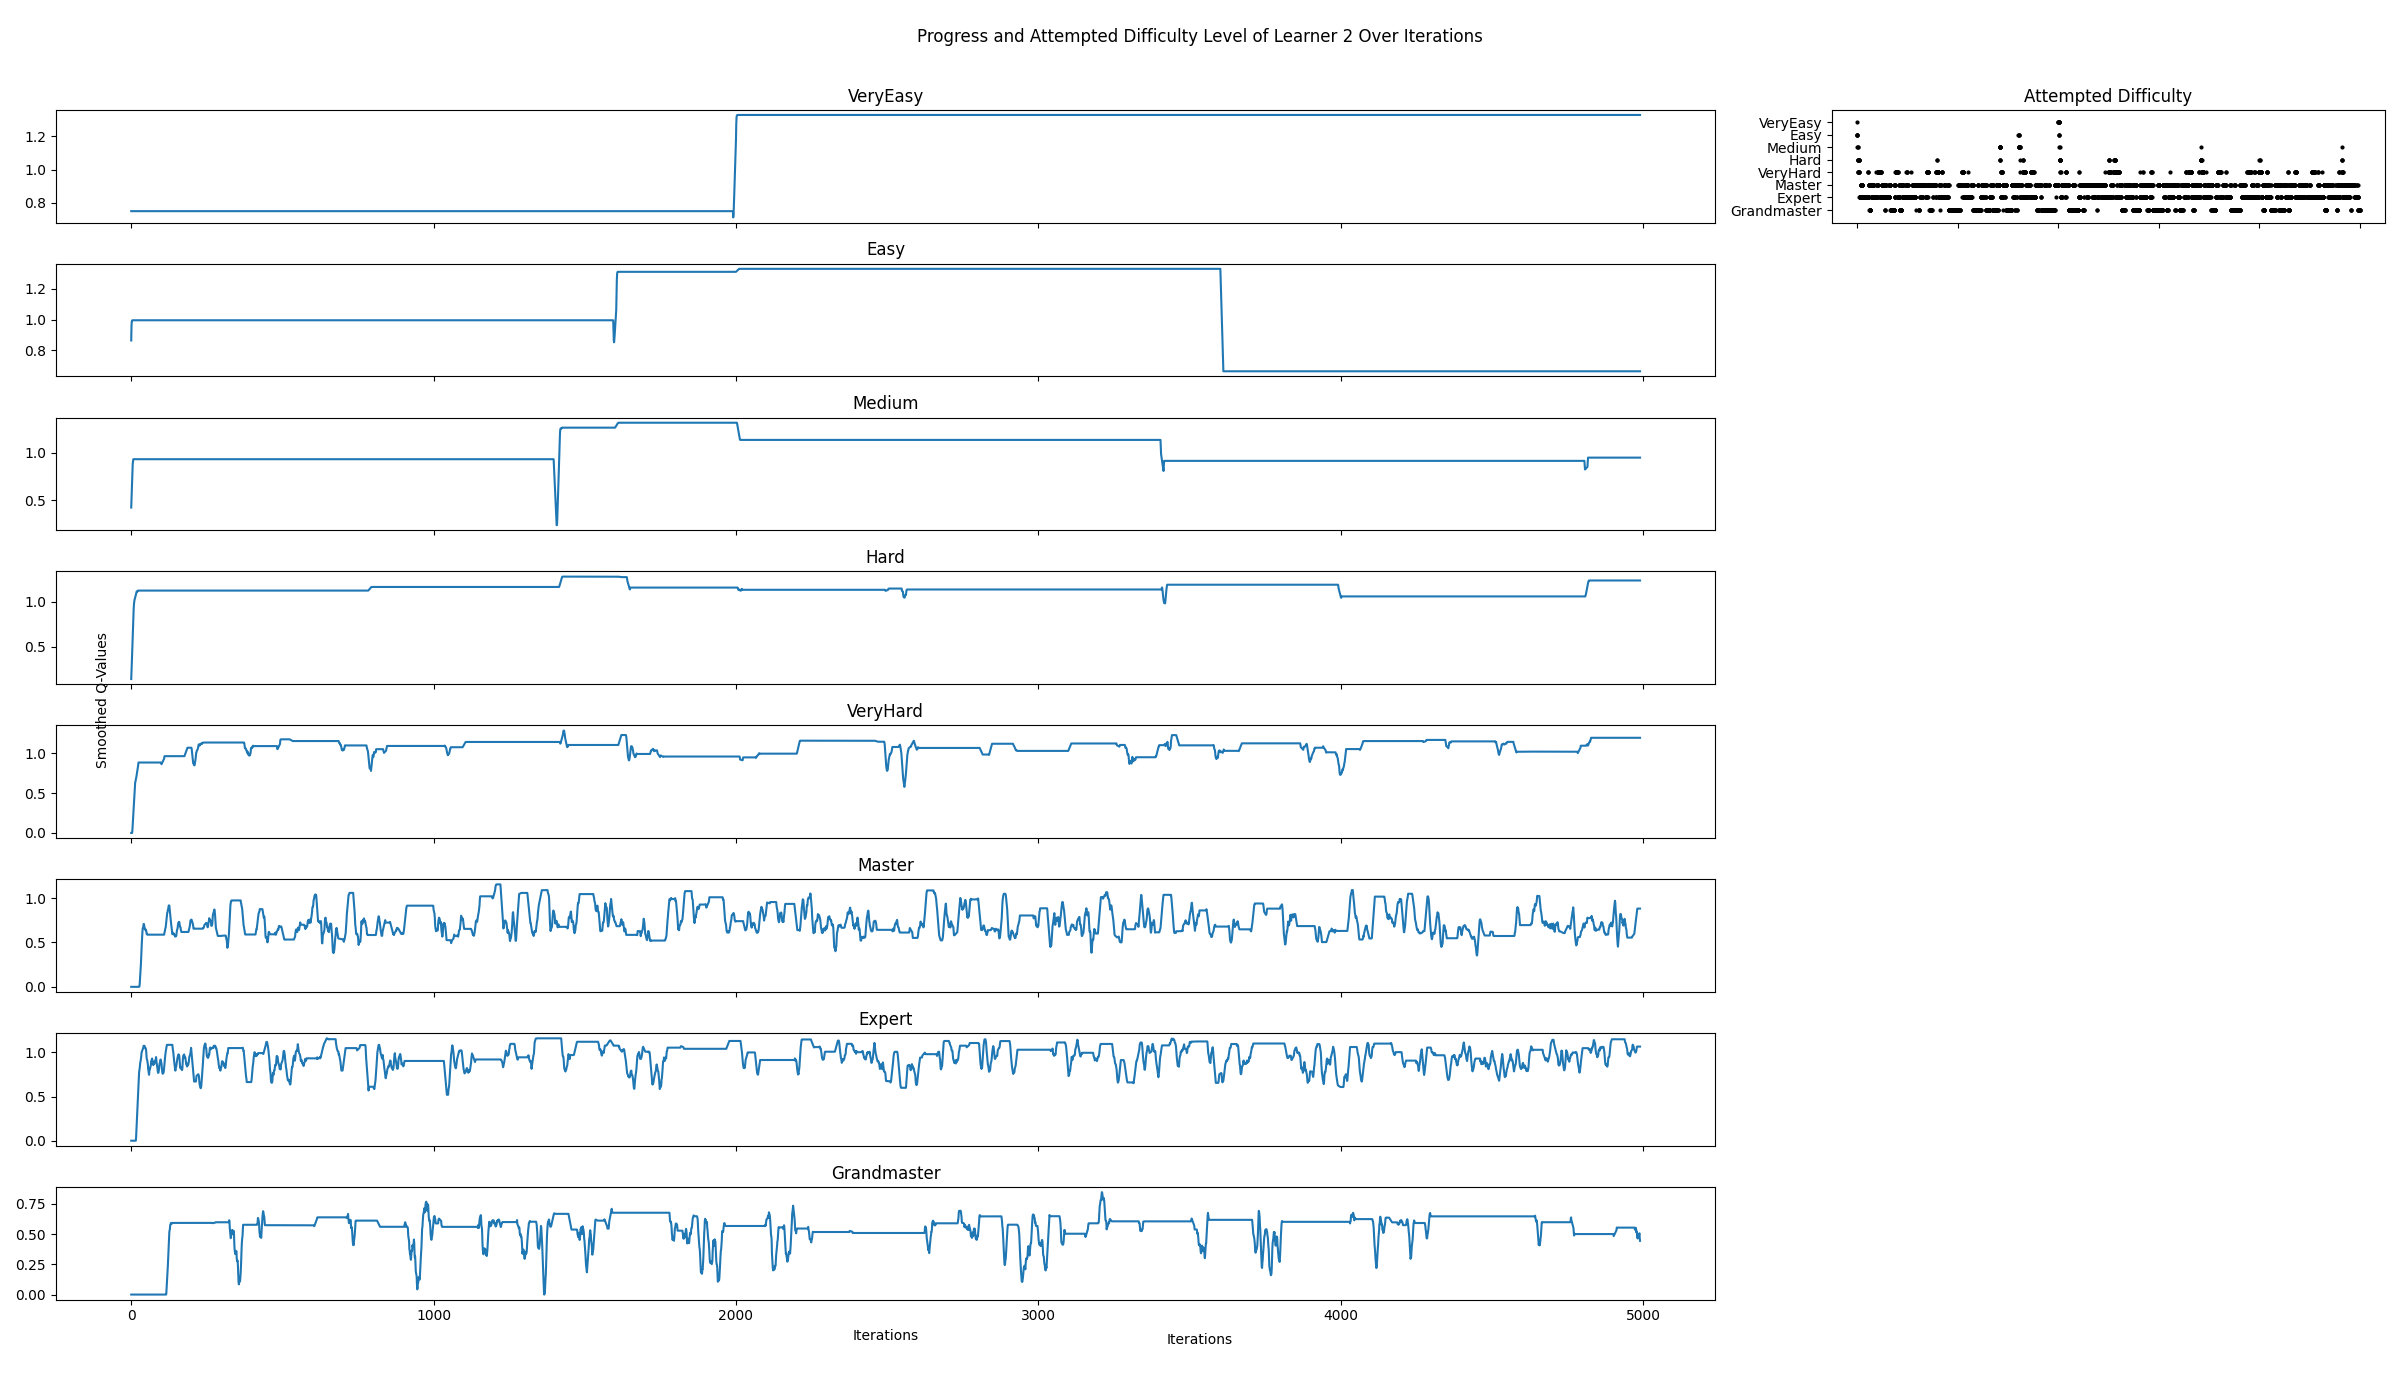 Progress and Attempted Difficulty Level of Learner 2 Over Iterations
VeryEasy
1.2
1.0
0.8
Attempted Difficulty
VeryEasy
Easy
Medium
Hard
VeryHard
Master
Expert
Grandmaster
Easy
1.2
1.0
0.8
Medium
1.0
0.5
Hard
1.0
0.5
Smoothed Q-Values
VeryHard
1.0
0.5
0.0
Master
1.0
0.5
0.0
Expert
1.0
0.5
0.0
Grandmaster
0.75
0.50
0.25
0.00
0 1000 2000 3000 4000 5000
Iterations
Iterations